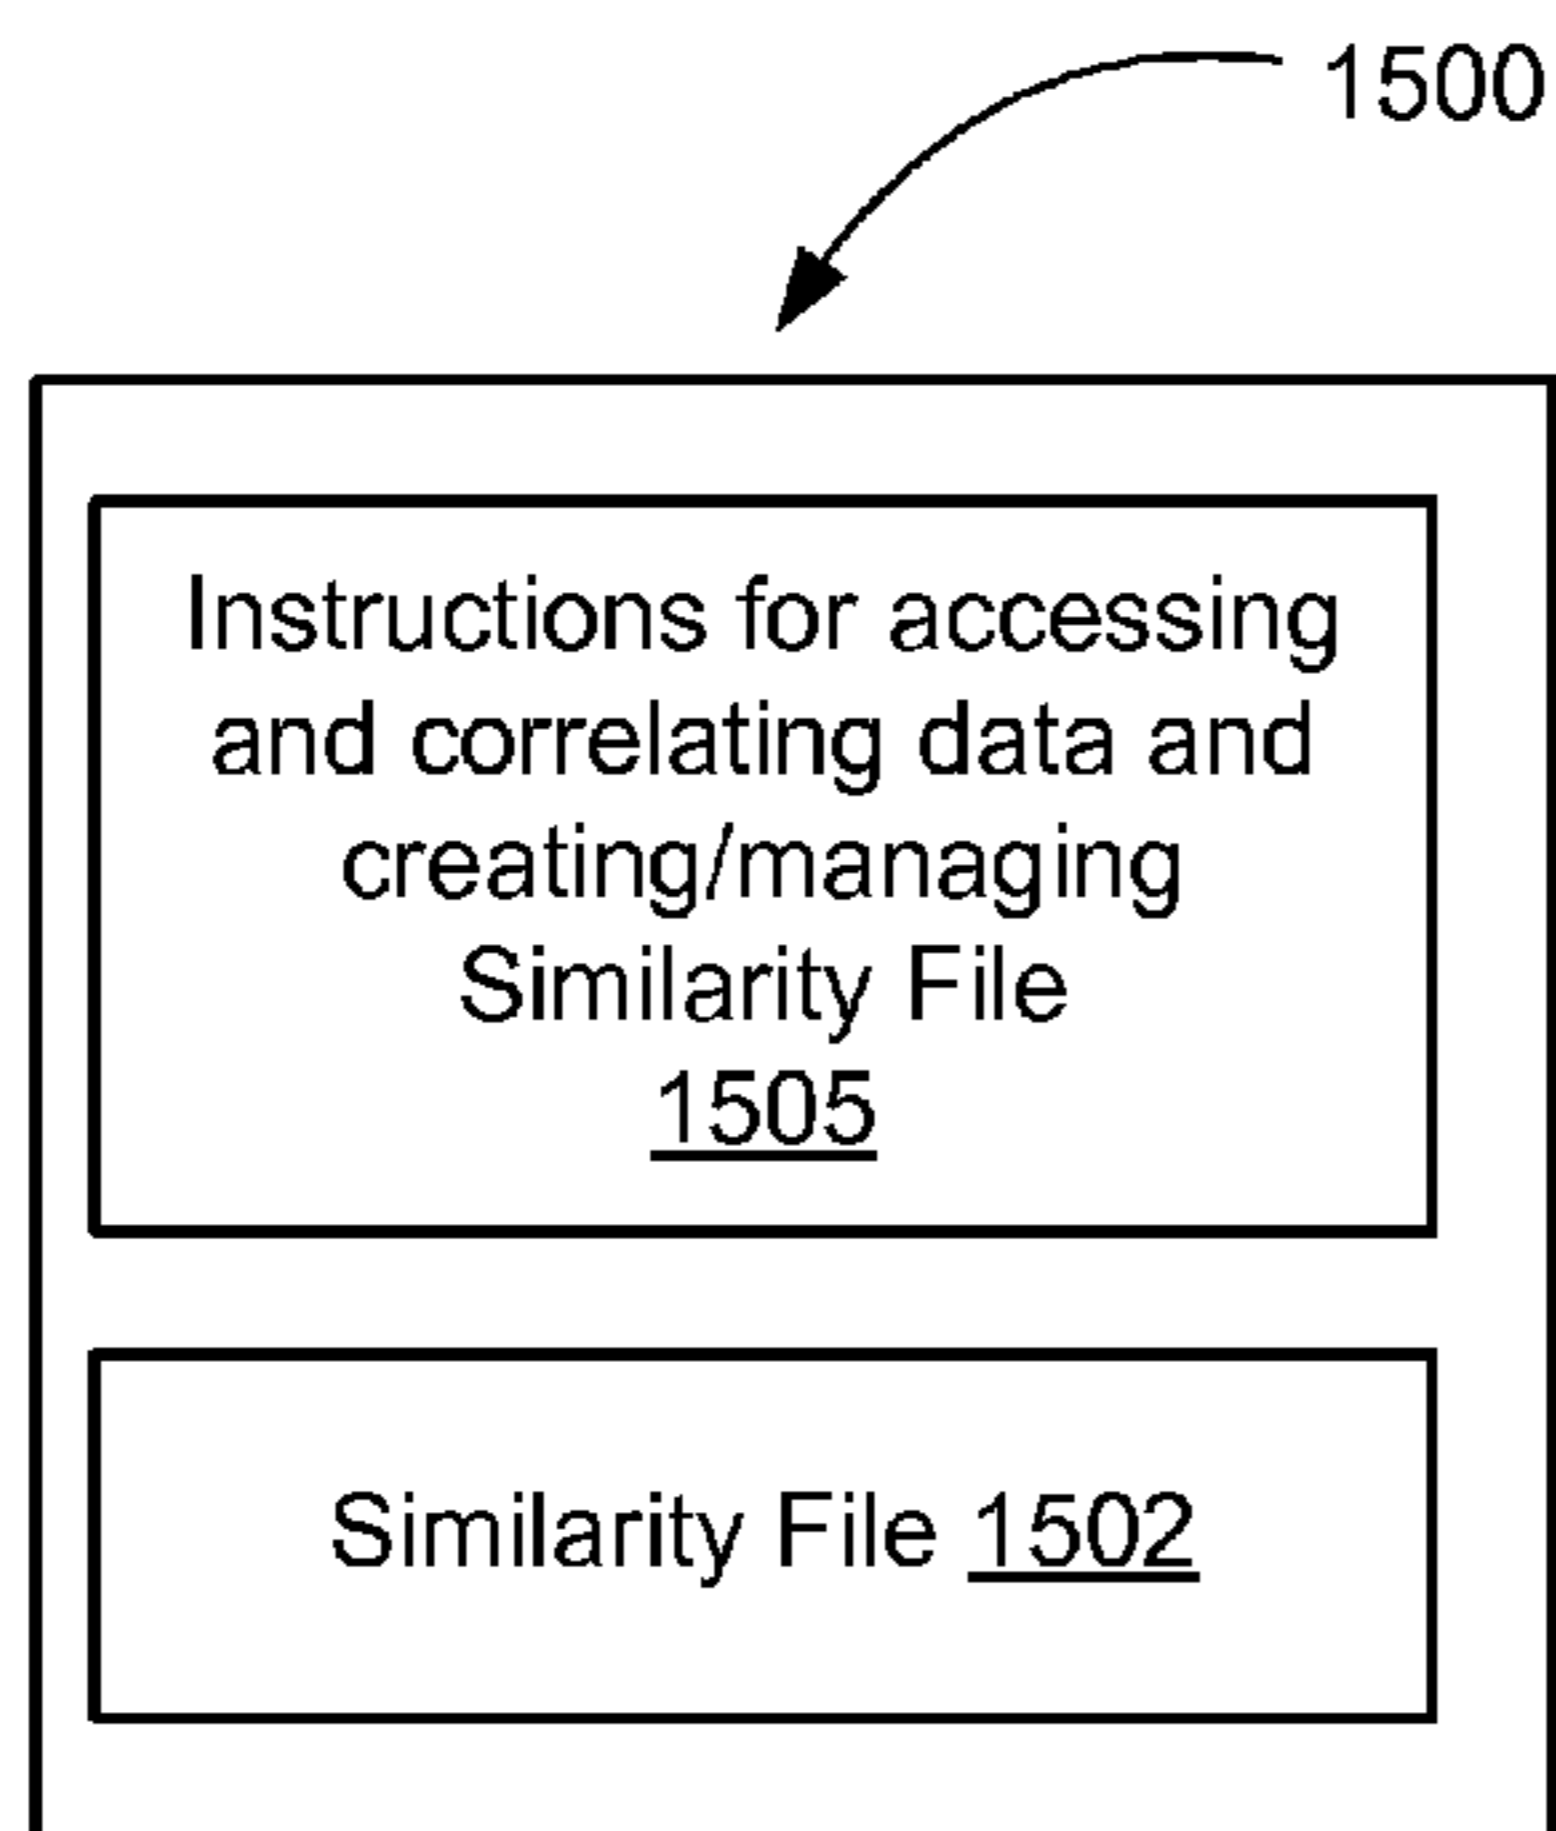 1500
Instructions for accessing
and correlating data and
creating/managing
Similarity File
1505
Similarity File 1502